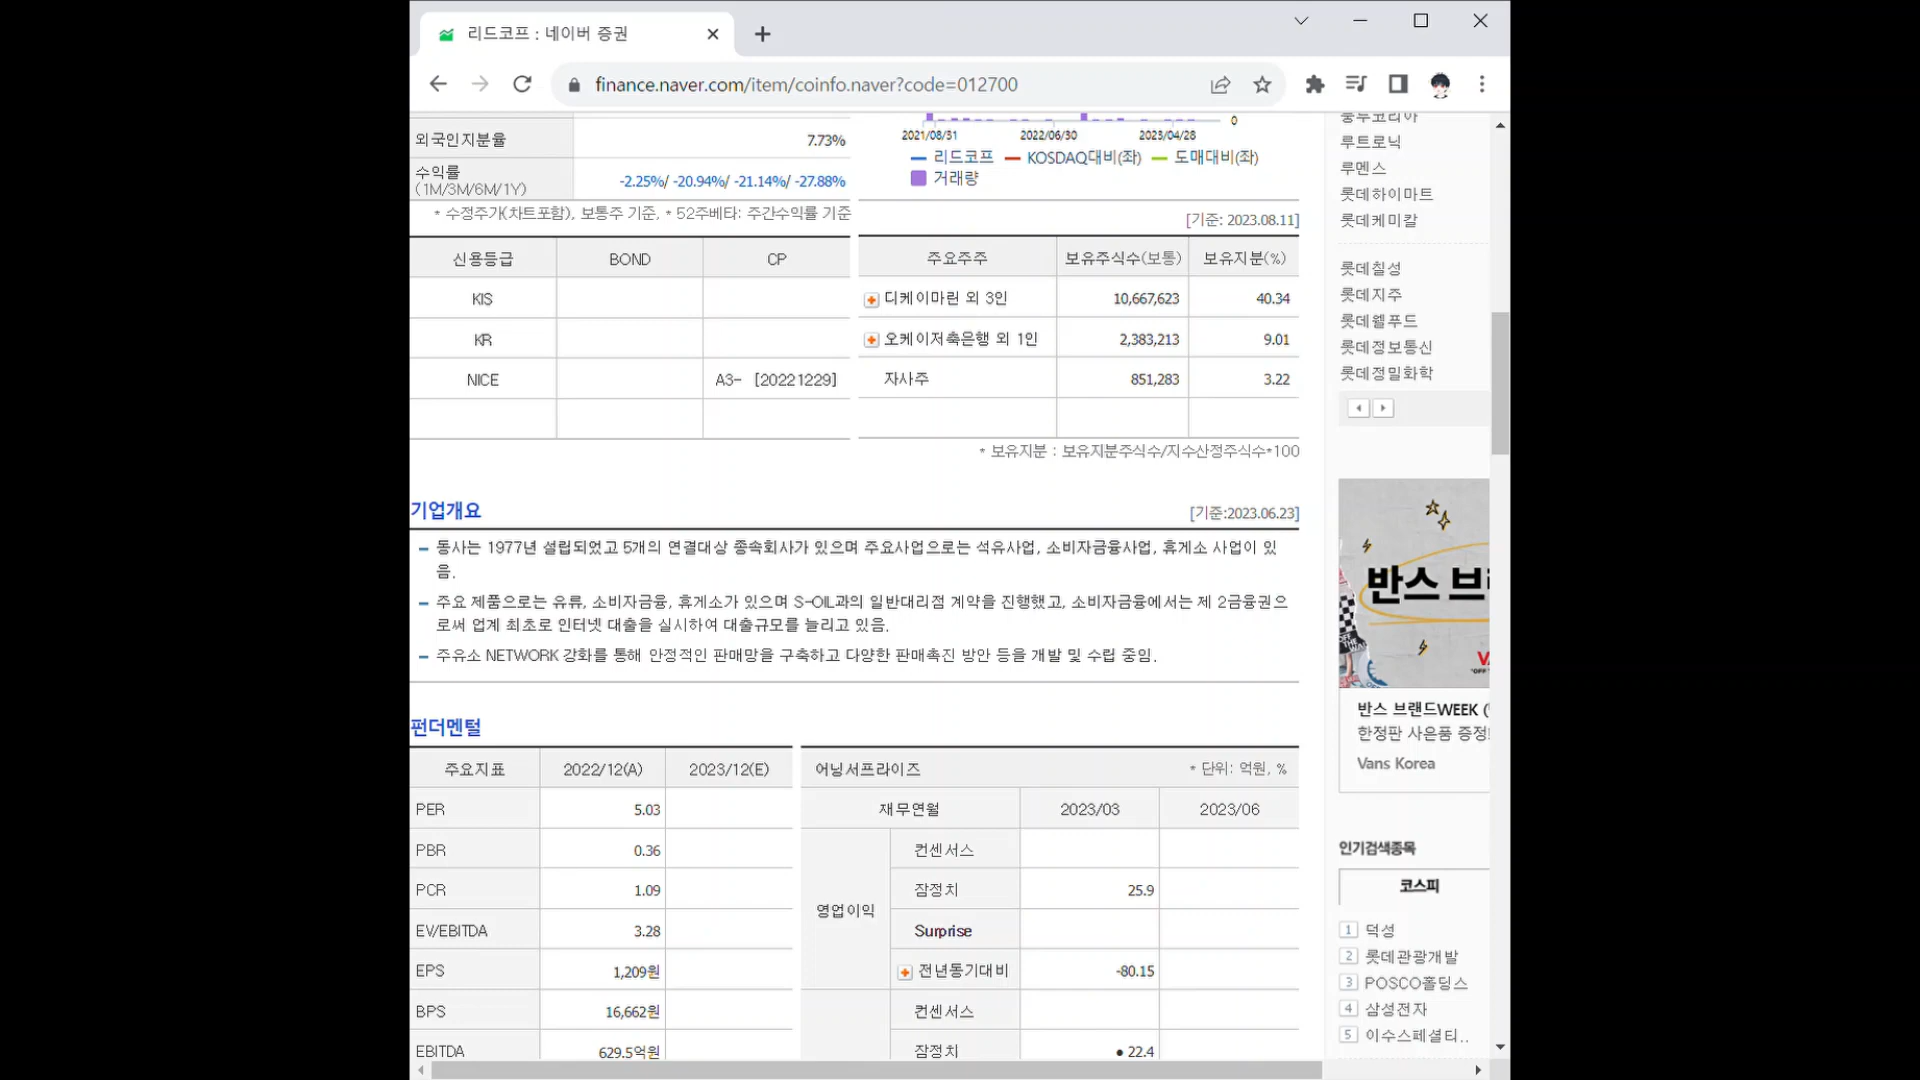 리드코프 : 네이버 증권
finance.naver.com/item/coinfo.naver?code=012700
외국인지분율 7.73%
수익률
(1M/3M/6M/1Y) -2.25%/ -20.94%/ -21.14%/ -27.88%
* 수정주가(차트포함), 보통주 기준, * 52주베타: 주간수익률 기준
0
2021/08/31 2022/06/30 2023/04/28
리드코프 KOSDAQ대비(좌) 도매대비(좌)
거래량
[기준: 2023.08.11]
신용등급 BOND CP
KIS
KR
NICE A3- [20221229]
주요주주 보유주식수(보통) 보유지분(%)
디케이마린 외 3인 10,667,623 40.34
오케이저축은행 외 1인 2,383,213 9.01
자사주 851,283 3.22
* 보유지분 : 보유지분주식수/지수산정주식수*100
기업개요 [기준:2023.06.23]
동사는 1977년 설립되었고 5개의 연결대상 종속회사가 있으며 주요사업으로는 석유사업, 소비자금융사업, 휴게소 사업이 있
음.
주요 제품으로는 유류, 소비자금융, 휴게소가 있으며 S-OIL과의 일반대리점 계약을 진행했고, 소비자금융에서는 제 2금융권으
로써 업계 최초로 인터넷 대출을 실시하여 대출규모를 늘리고 있음.
주유소 NETWORK 강화를 통해 안정적인 판매망을 구축하고 다양한 판매촉진 방안 등을 개발 및 수립 중임.
펀더멘털
주요지표 2022/12(A) 2023/12(E)
PER 5.03
PBR 0.36
PCR 1.09
EV/EBITDA 3.28
EPS 1,209원
BPS 16,662원
EBITDA 629.5억원
어닝서프라이즈 * 단위: 억원, %
재무연월 2023/03 2023/06
영업이익
컨센서스
잠정치 25.9
Surprise
전년동기대비 -80.15
컨센서스
잠정치 ● 22.4
풍부코리아
루트로닉
루멘스
롯데하이마트
롯데케미칼
롯데칠성
롯데지주
롯데웰푸드
롯데정보통신
롯데정밀화학
반스 브
반스 브랜드WEEK (
한정판 사은품 증정!
Vans Korea
인기검색종목
코스피
1 덕성
2 롯데관광개발
3 POSCO홀딩스
4 삼성전자
5 이수스페셜티..